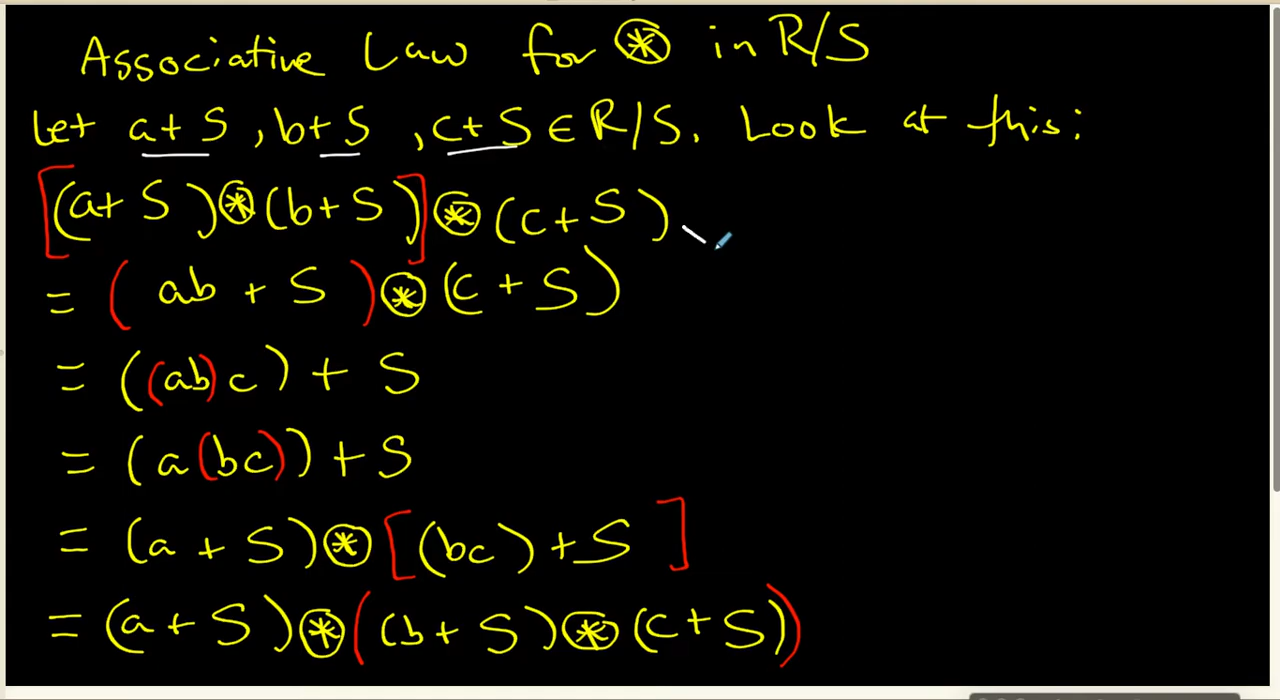 Associative Law for ⊛ in R/S
Let a+S, b+S, c+S ∈ R/S. Look at this:
[(a+S)⊛(b+S)]⊛(c+S)
= (ab+S)⊛(c+S)
= ((ab)c)+S
= (a(bc))+S
= (a+S)⊛[(bc)+S]
= (a+S)⊛((b+S)⊛(c+S))